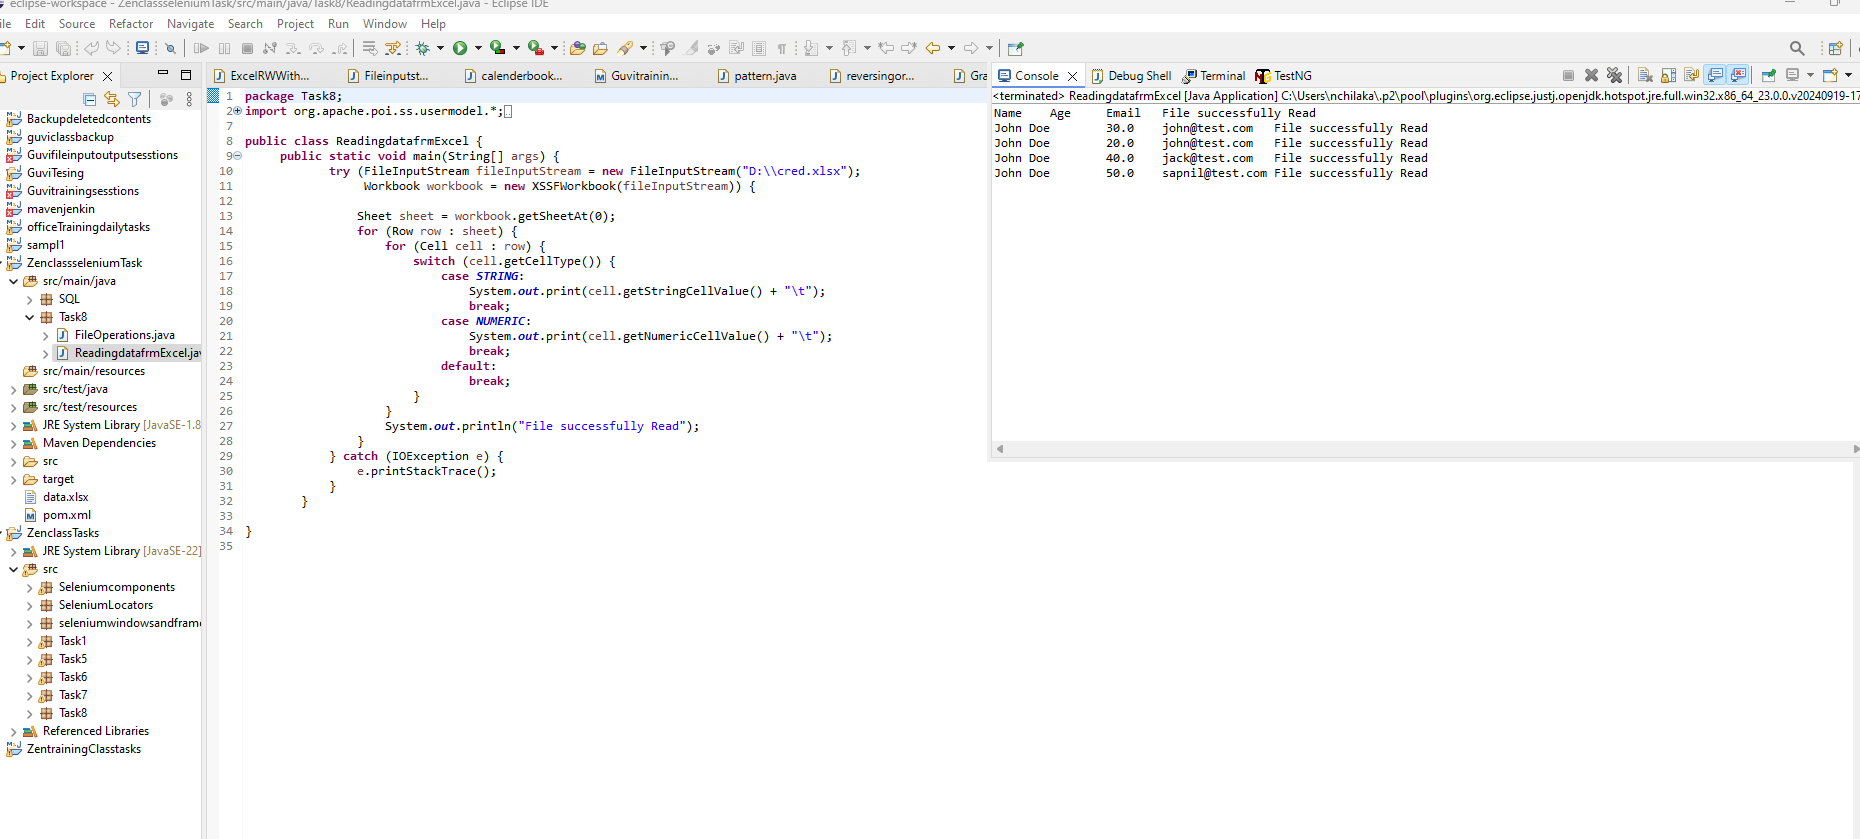 eclipse-workspace - ZenclassseleniumTask/src/main/java/Task8/ReadingdatafrmExcel.java - Eclipse IDE
ile Edit Source Refactor Navigate Search Project Run Window Help
Project Explorer
Backupdeletedcontents
guviclassbackup
Guvifileinputoutputsesstions
GuviTesing
Guvitrainingsesstions
mavenjenkin
officeTrainingdailytasks
sampl1
ZenclassseleniumTask
src/main/java
SQL
Task8
FileOperations.java
ReadingdatafrmExcel.jav
src/main/resources
src/test/java
src/test/resources
JRE System Library [JavaSE-1.8
Maven Dependencies
src
target
data.xlsx
pom.xml
ZenclassTasks
JRE System Library [JavaSE-22]
src
Seleniumcomponents
SeleniumLocators
seleniumwindowsandframe
Task1
Task5
Task6
Task7
Task8
Referenced Libraries
ZentrainingClasstasks
ExcelRWWith... Fileinputst... calenderbook... Guvitrainin... pattern.java reversingor... Gra
1 package Task8;
2 import org.apache.poi.ss.usermodel.*;
7
8 public class ReadingdatafrmExcel {
9 public static void main(String[] args) {
10 try (FileInputStream fileInputStream = new FileInputStream("D:\\cred.xlsx");
11 Workbook workbook = new XSSFWorkbook(fileInputStream)) {
12
13 Sheet sheet = workbook.getSheetAt(0);
14 for (Row row : sheet) {
15 for (Cell cell : row) {
16 switch (cell.getCellType()) {
17 case STRING:
18 System.out.print(cell.getStringCellValue() + "\t");
19 break;
20 case NUMERIC:
21 System.out.print(cell.getNumericCellValue() + "\t");
22 break;
23 default:
24 break;
25 }
26 }
27 System.out.println("File successfully Read");
28 }
29 } catch (IOException e) {
30 e.printStackTrace();
31 }
32 }
33
34 }
35
Console Debug Shell Terminal TestNG
<terminated> ReadingdatafrmExcel [Java Application] C:\Users\nchilaka\.p2\pool\plugins\org.eclipse.justj.openjdk.hotspot.jre.full.win32.x86_64_23.0.0.v20240919-17
Name Age Email File successfully Read
John Doe 30.0 john@test.com File successfully Read
John Doe 20.0 john@test.com File successfully Read
John Doe 40.0 jack@test.com File successfully Read
John Doe 50.0 sapnil@test.com File successfully Read